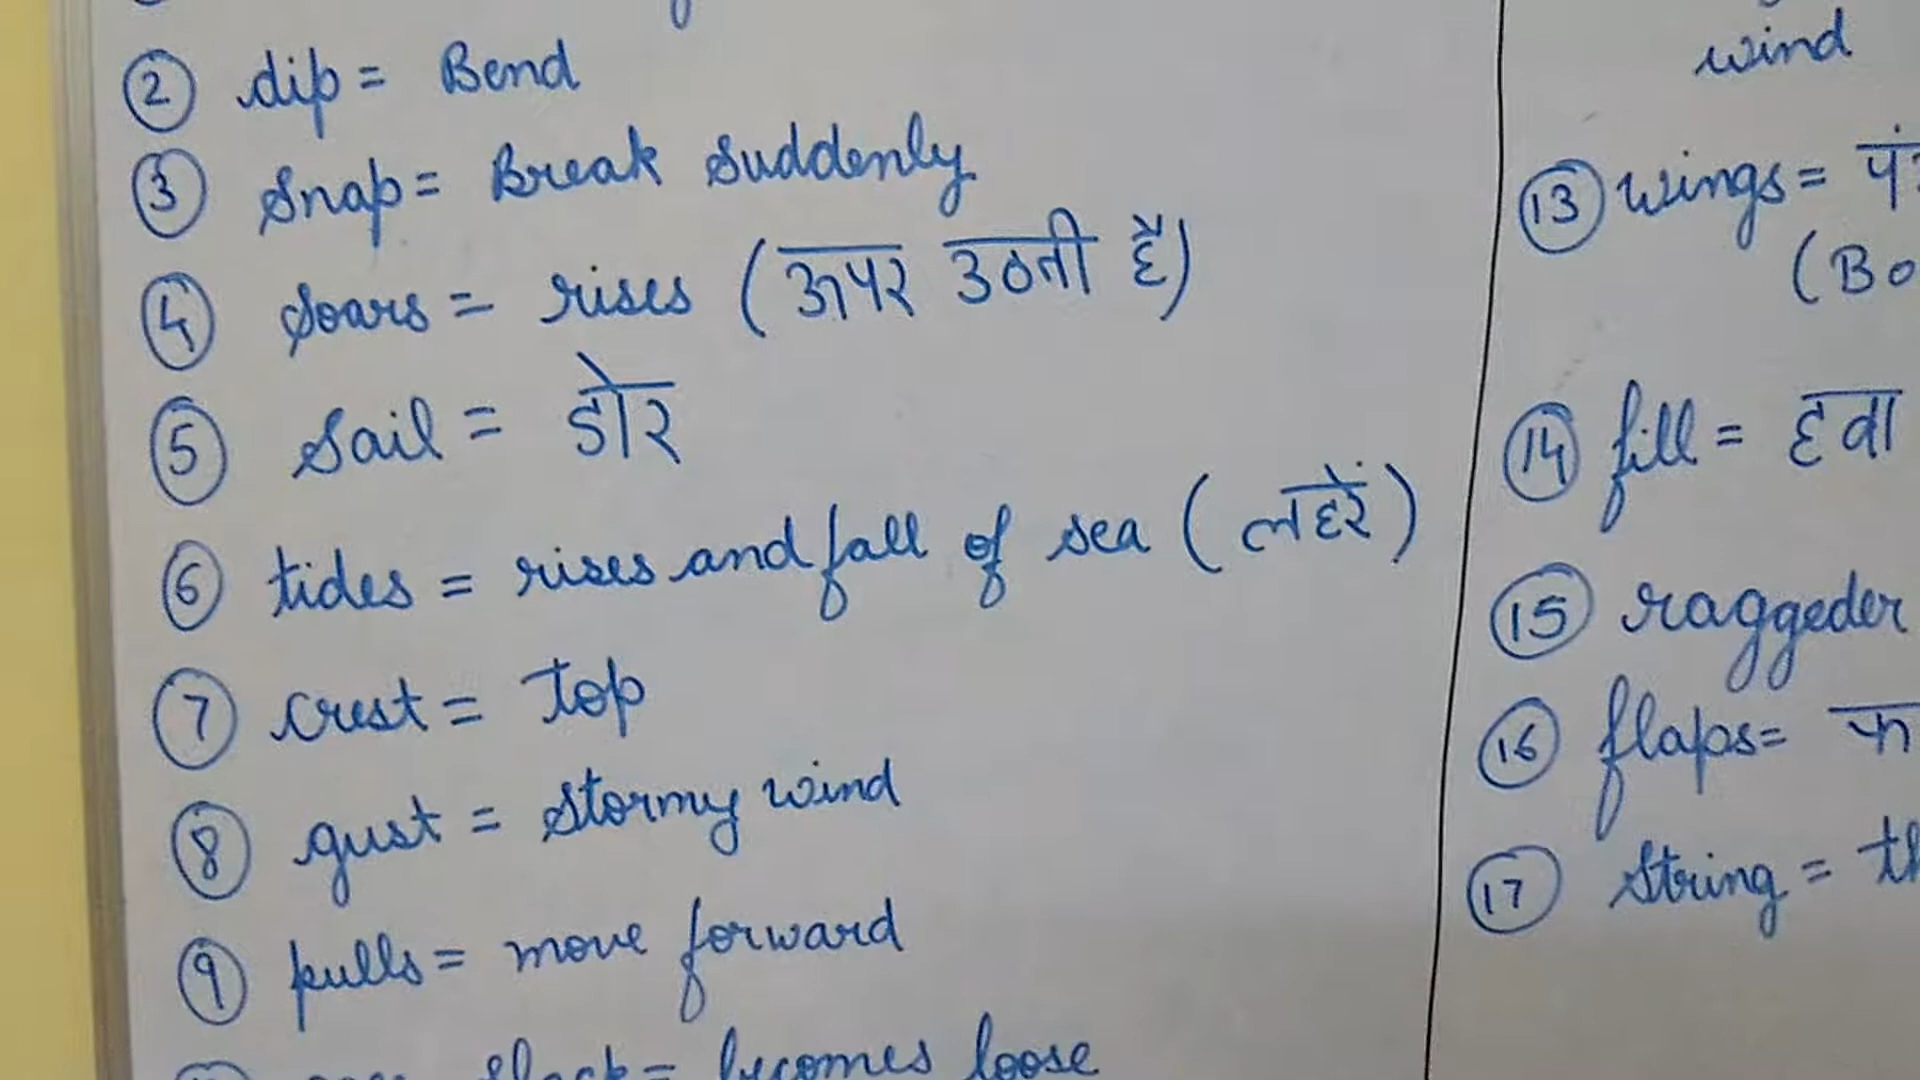 ② dip = Bend
③ Snap = Break suddenly
④ Soars = rises (ऊपर उठती है)
⑤ Sail = डोर
⑥ tides = rises and fall of sea (लहरें)
⑦ crest = Top
⑧ gust = Stormy wind
⑨ pulls = move forward
slack = becomes loose
wind
⑬ wings =
(Bo
⑭ fill = हवा
⑮ raggeder
⑯ flaps = फ
⑰ String = th